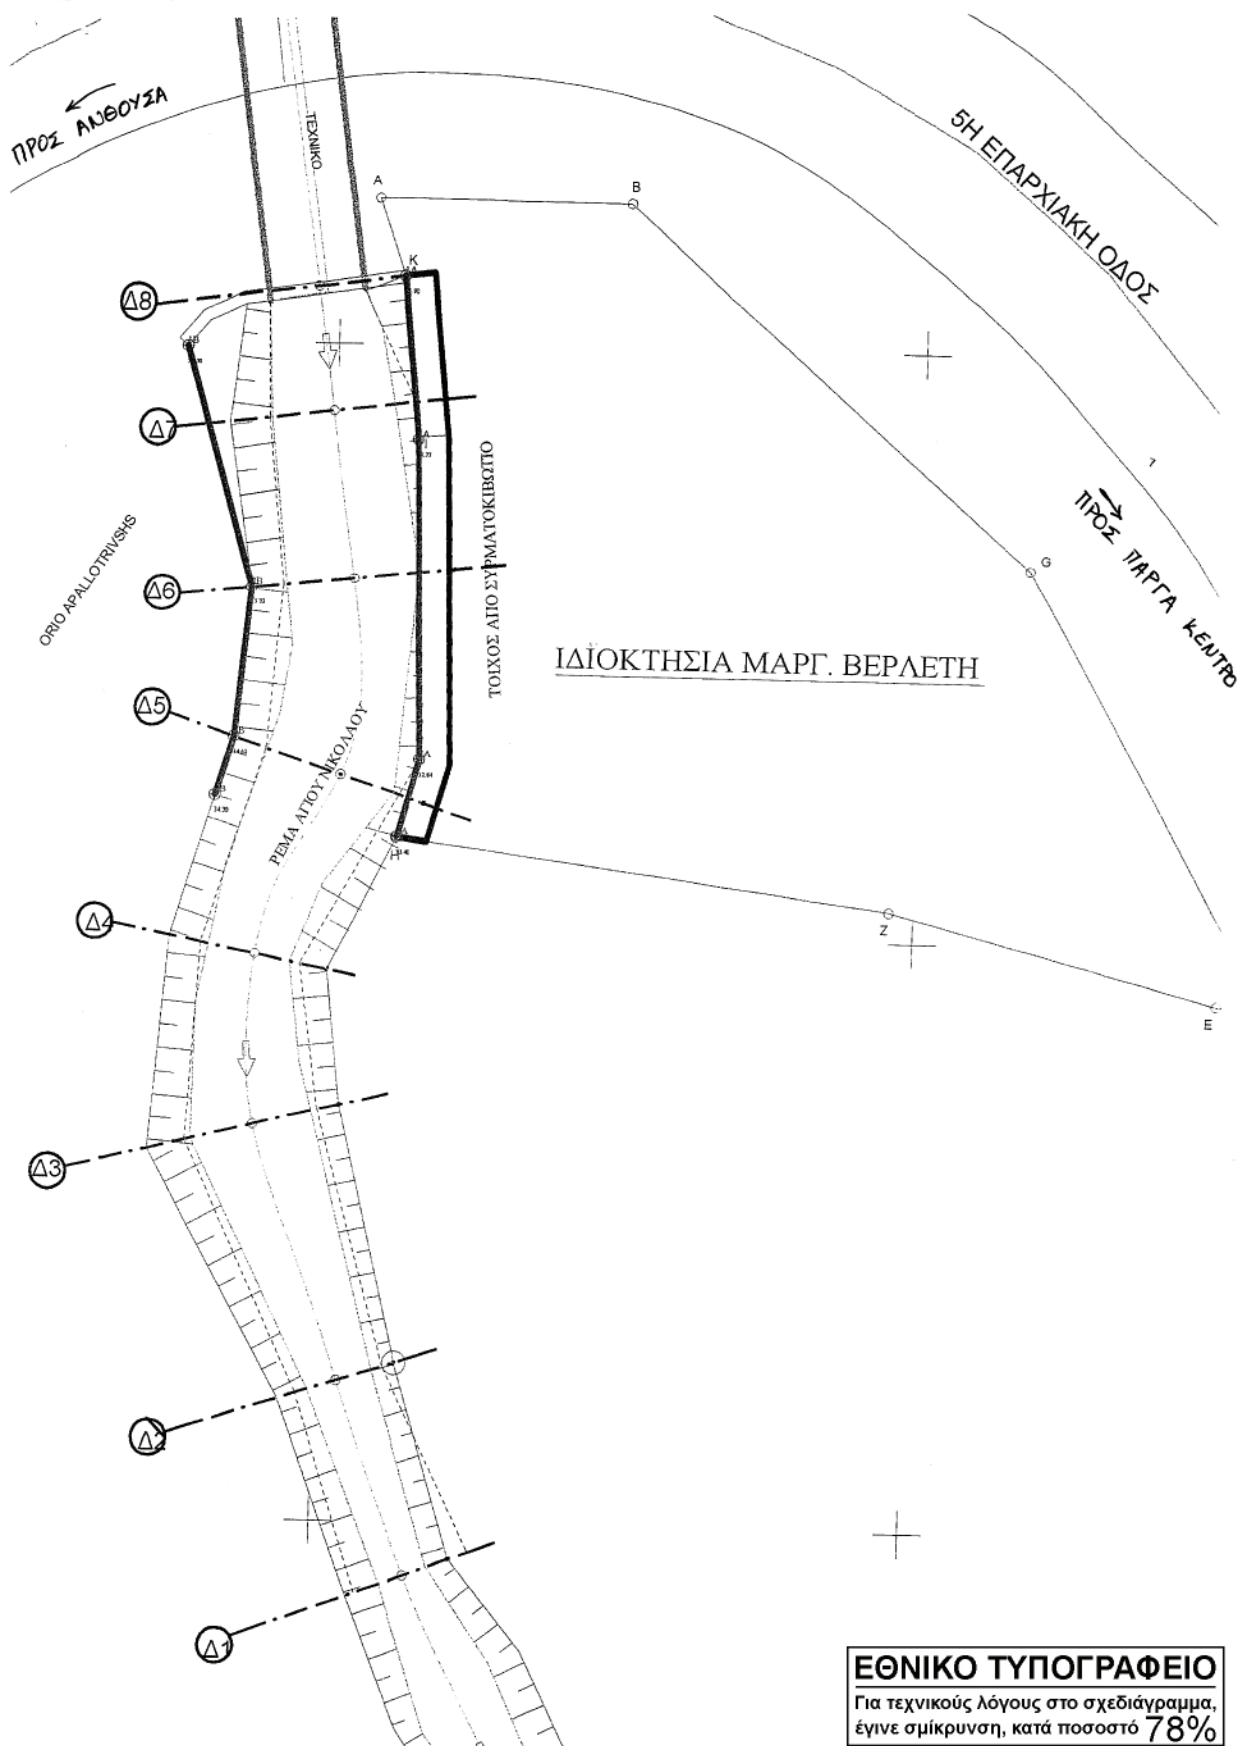 ΠΡΟΣ ΑΝΘΟΥΣΑ
ΤΕΧΝΙΚΟ
5Η ΕΠΑΡΧΙΑΚΗ ΟΔΟΣ
A
B
K
Δ8
Δ7
1
ΠΡΟΣ ΠΑΡΓΑ ΚΕΝΤΡΟ
G
ORIO APALLOTRIVSHS
ΤΟΙΧΟΣ ΑΠΟ ΣΥΡΜΑΤΟΚΙΒΩΤΙΟ
Δ6
ΙΔΙΟΚΤΗΣΙΑ ΜΑΡΓ. ΒΕΡΛΕΤΗ
Δ5
ΡΕΜΑ ΑΓΙΟΥ ΝΙΚΟΛΑΟΥ
H
Δ4
Z
E
Δ3
Δ2
Δ1
ΕΘΝΙΚΟ ΤΥΠΟΓΡΑΦΕΙΟ
Για τεχνικούς λόγους στο σχεδιάγραμμα,
έγινε σμίκρυνση, κατά ποσοστό 78%